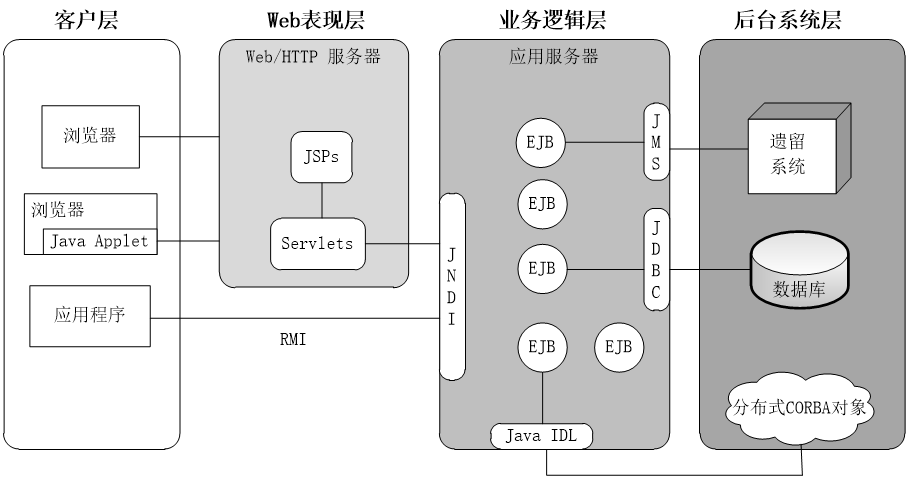 客户层
Web表现层
业务逻辑层
后台系统层
Web/HTTP 服务器
应用服务器
浏览器
浏览器
Java Applet
应用程序
JSPs
Servlets
RMI
JNDI
EJB
EJB
EJB
EJB
EJB
JMS
JDBC
Java IDL
遗留
系统
数据库
分布式CORBA对象